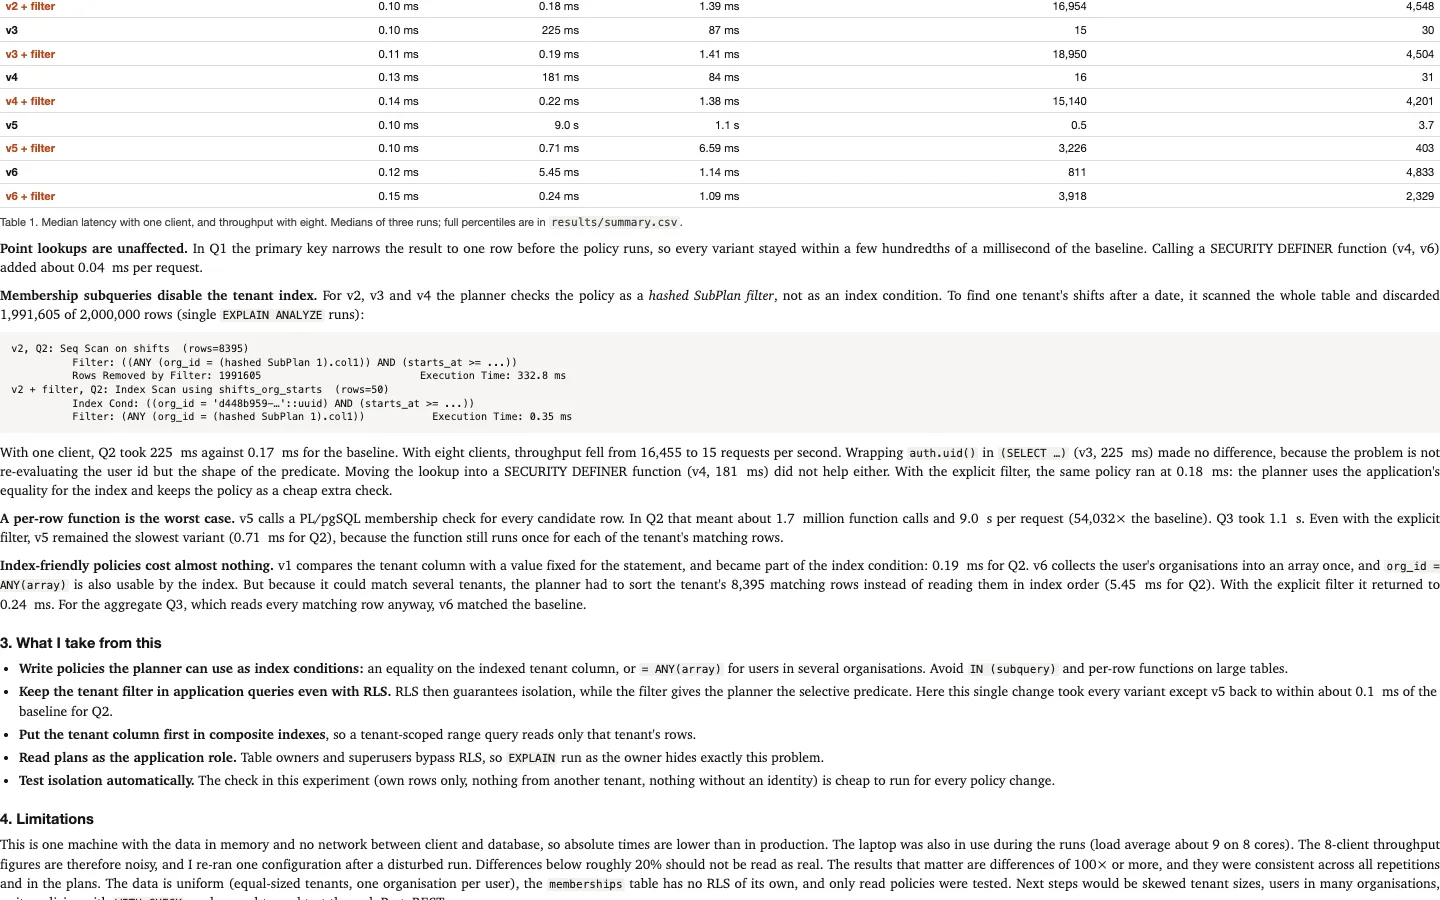 v2 + filter 0.10 ms 0.18 ms 1.39 ms 16,954 4,548
v3 0.10 ms 225 ms 87 ms 15 30
v3 + filter 0.11 ms 0.19 ms 1.41 ms 18,950 4,504
v4 0.13 ms 181 ms 84 ms 16 31
v4 + filter 0.14 ms 0.22 ms 1.38 ms 15,140 4,201
v5 0.10 ms 9.0 s 1.1 s 0.5 3.7
v5 + filter 0.10 ms 0.71 ms 6.59 ms 3,226 403
v6 0.12 ms 5.45 ms 1.14 ms 811 4,833
v6 + filter 0.15 ms 0.24 ms 1.09 ms 3,918 2,329
Table 1. Median latency with one client, and throughput with eight. Medians of three runs; full percentiles are in results/summary.csv.
Point lookups are unaffected. In Q1 the primary key narrows the result to one row before the policy runs, so every variant stayed within a few hundredths of a millisecond of the baseline. Calling a SECURITY DEFINER function (v4, v6)
added about 0.04 ms per request.
Membership subqueries disable the tenant index. For v2, v3 and v4 the planner checks the policy as a hashed SubPlan filter, not as an index condition. To find one tenant's shifts after a date, it scanned the whole table and discarded
1,991,605 of 2,000,000 rows (single EXPLAIN ANALYZE runs):
v2, Q2: Seq Scan on shifts (rows=8395)
Filter: ((ANY (org_id = (hashed SubPlan 1).col1)) AND (starts_at >= ...))
Rows Removed by Filter: 1991605 Execution Time: 332.8 ms
v2 + filter, Q2: Index Scan using shifts_org_starts (rows=50)
Index Cond: ((org_id = 'd448b959-…'::uuid) AND (starts_at >= ...))
Filter: (ANY (org_id = (hashed SubPlan 1).col1)) Execution Time: 0.35 ms
With one client, Q2 took 225 ms against 0.17 ms for the baseline. With eight clients, throughput fell from 16,455 to 15 requests per second. Wrapping auth.uid() in (SELECT …) (v3, 225 ms) made no difference, because the problem is not
re-evaluating the user id but the shape of the predicate. Moving the lookup into a SECURITY DEFINER function (v4, 181 ms) did not help either. With the explicit filter, the same policy ran at 0.18 ms: the planner uses the application's
equality for the index and keeps the policy as a cheap extra check.
A per-row function is the worst case. v5 calls a PL/pgSQL membership check for every candidate row. In Q2 that meant about 1.7 million function calls and 9.0 s per request (54,032× the baseline). Q3 took 1.1 s. Even with the explicit
filter, v5 remained the slowest variant (0.71 ms for Q2), because the function still runs once for each of the tenant's matching rows.
Index-friendly policies cost almost nothing. v1 compares the tenant column with a value fixed for the statement, and became part of the index condition: 0.19 ms for Q2. v6 collects the user's organisations into an array once, and org_id =
ANY(array) is also usable by the index. But because it could match several tenants, the planner had to sort the tenant's 8,395 matching rows instead of reading them in index order (5.45 ms for Q2). With the explicit filter it returned to
0.24 ms. For the aggregate Q3, which reads every matching row anyway, v6 matched the baseline.
3. What I take from this
• Write policies the planner can use as index conditions: an equality on the indexed tenant column, or = ANY(array) for users in several organisations. Avoid IN (subquery) and per-row functions on large tables.
• Keep the tenant filter in application queries even with RLS. RLS then guarantees isolation, while the filter gives the planner the selective predicate. Here this single change took every variant except v5 back to within about 0.1 ms of the
baseline for Q2.
• Put the tenant column first in composite indexes, so a tenant-scoped range query reads only that tenant's rows.
• Read plans as the application role. Table owners and superusers bypass RLS, so EXPLAIN run as the owner hides exactly this problem.
• Test isolation automatically. The check in this experiment (own rows only, nothing from another tenant, nothing without an identity) is cheap to run for every policy change.
4. Limitations
This is one machine with the data in memory and no network between client and database, so absolute times are lower than in production. The laptop was also in use during the runs (load average about 9 on 8 cores). The 8-client throughput
figures are therefore noisy, and I re-ran one configuration after a disturbed run. Differences below roughly 20% should not be read as real. The results that matter are differences of 100× or more, and they were consistent across all repetitions
and in the plans. The data is uniform (equal-sized tenants, one organisation per user), the memberships table has no RLS of its own, and only read policies were tested. Next steps would be skewed tenant sizes, users in many organisations,